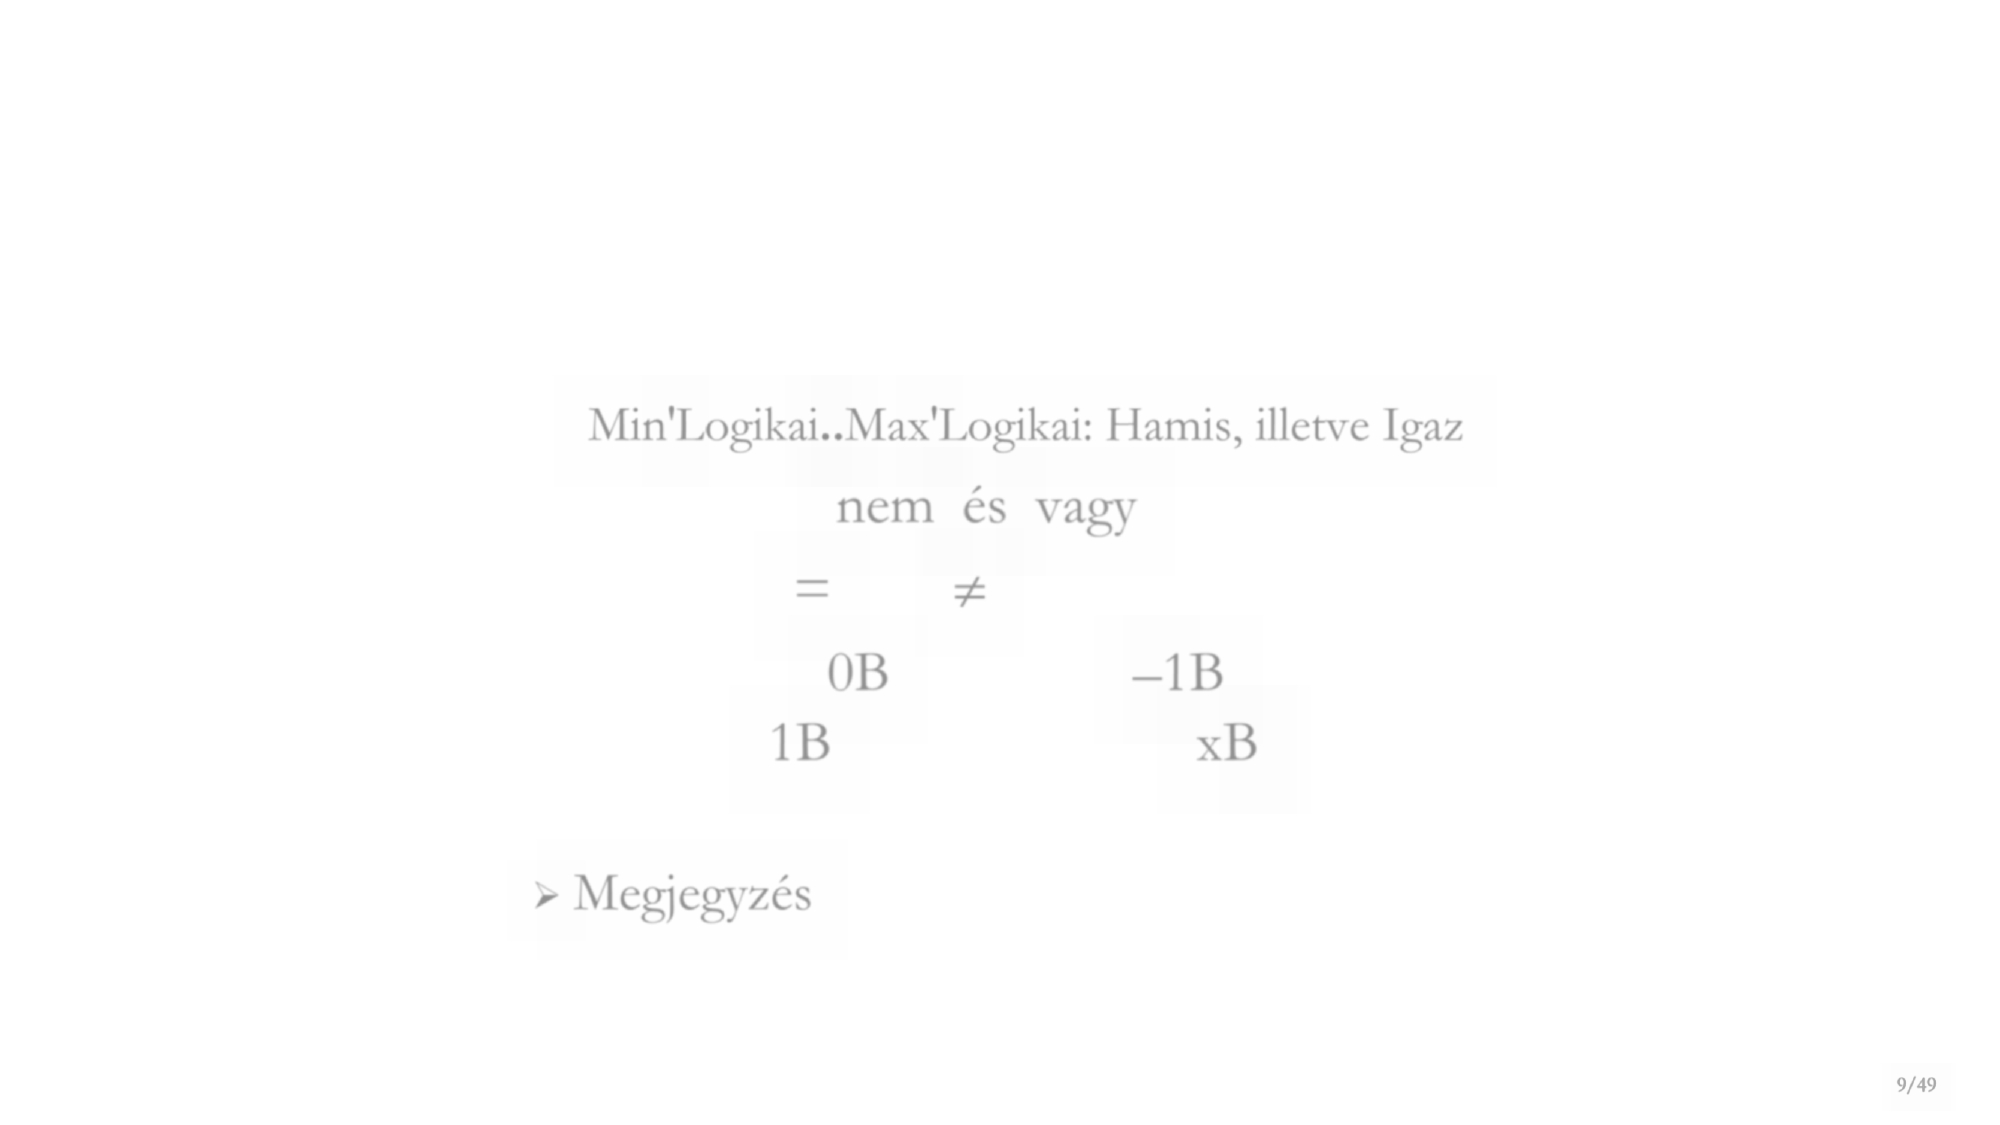 Min'Logikai..Max'Logikai: Hamis, illetve Igaz
nem és vagy
= ≠
0B –1B
1B xB
➢ Megjegyzés
9/49